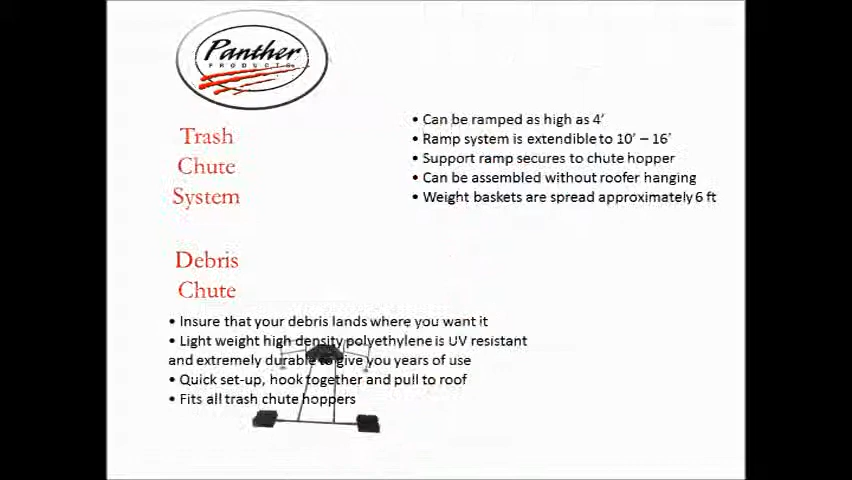 Panther
PRODUCTS
Trash
Chute
System
• Can be ramped as high as 4’
• Ramp system is extendible to 10’ – 16’
• Support ramp secures to chute hopper
• Can be assembled without roofer hanging
• Weight baskets are spread approximately 6 ft
Debris
Chute
• Insure that your debris lands where you want it
• Light weight high density polyethylene is UV resistant
and extremely durable to give you years of use
• Quick set-up, hook together and pull to roof
• Fits all trash chute hoppers